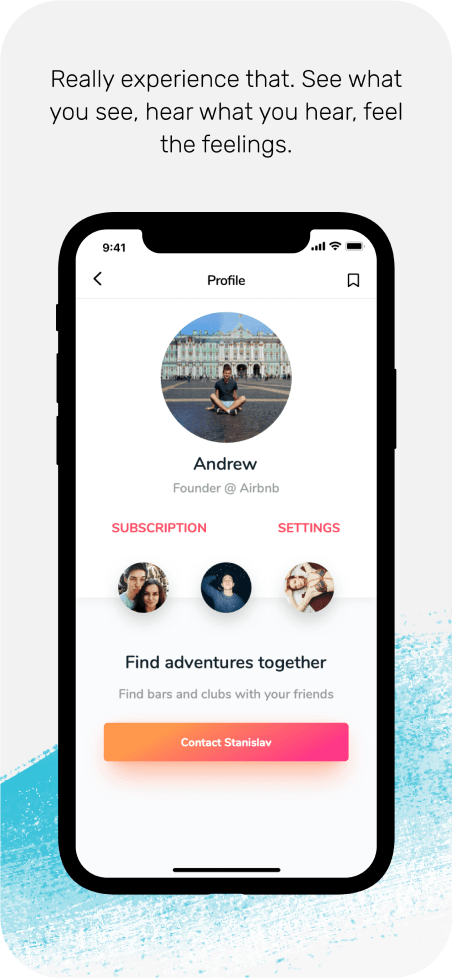 Really experience that. See what
you see, hear what you hear, feel
the feelings.
9:41
Profile
Andrew
Founder @ Airbnb
SUBSCRIPTION SETTINGS
Find adventures together
Find bars and clubs with your friends
Contact Stanislav